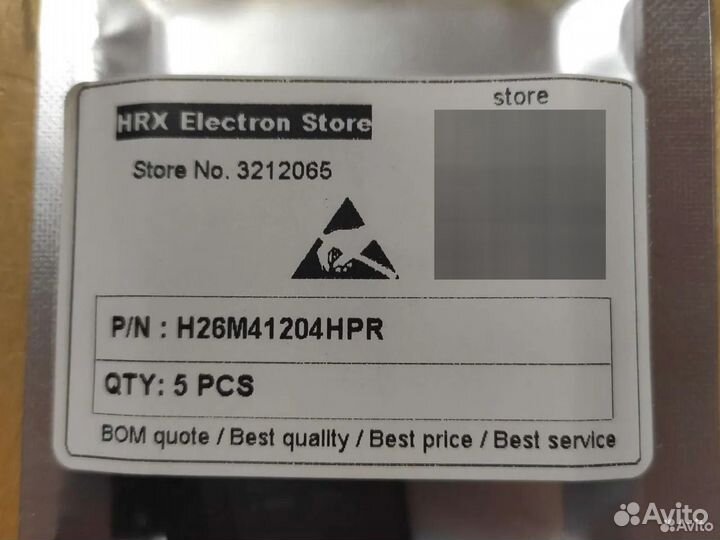 store
HRX Electron Store
Store No. 3212065
P/N : H26M41204HPR
QTY: 5 PCS
BOM quote / Best quality / Best price / Best service
Avito
Avito